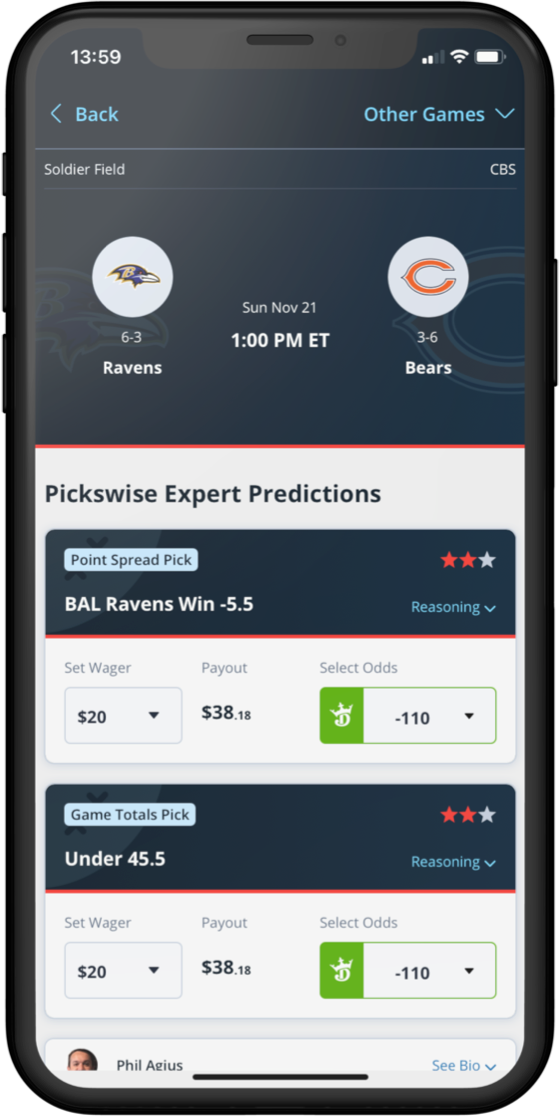 13:59
Back
Other Games
Soldier Field
CBS
6-3
Ravens
Sun Nov 21
1:00 PM ET
3-6
Bears
Pickswise Expert Predictions
Point Spread Pick
BAL Ravens Win -5.5
Reasoning
Set Wager
Payout
Select Odds
$20
$38.18
-110
Game Totals Pick
Under 45.5
Reasoning
Set Wager
Payout
Select Odds
$20
$38.18
-110
Phil Agius
See Bio